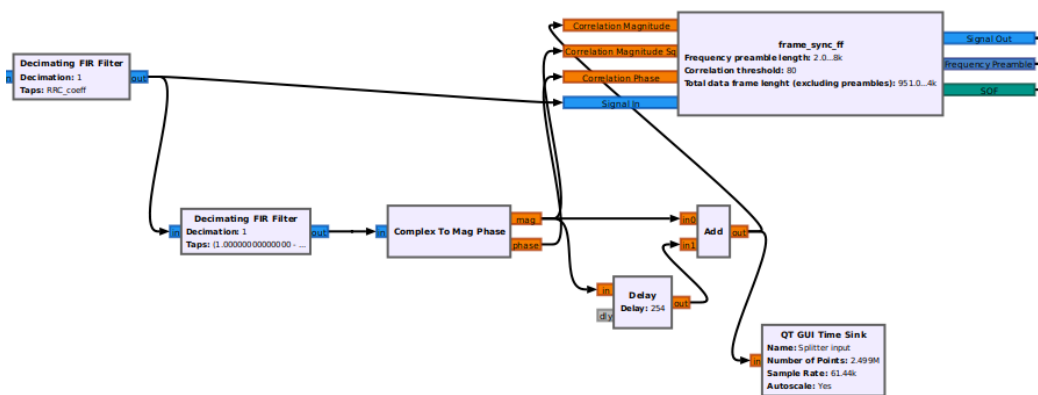 Decimating FIR Filter
Decimation: 1
Taps: RRC_coeff
in
out
Correlation Magnitude
Correlation Magnitude Sq
Correlation Phase
Signal In
frame_sync_ff
Frequency preamble length: 2.0...8k
Correlation threshold: 80
Total data frame lenght (excluding preambles): 951.0...4k
Signal Out
Frequency Preamble
SOF
in
Decimating FIR Filter
Decimation: 1
Taps: (1.00000000000000 - ...
out
in
Complex To Mag Phase
mag
phase
in0
in1
Add
out
in
dly
Delay
Delay: 254
out
in
QT GUI Time Sink
Name: Splitter input
Number of Points: 2.499M
Sample Rate: 61.44k
Autoscale: Yes